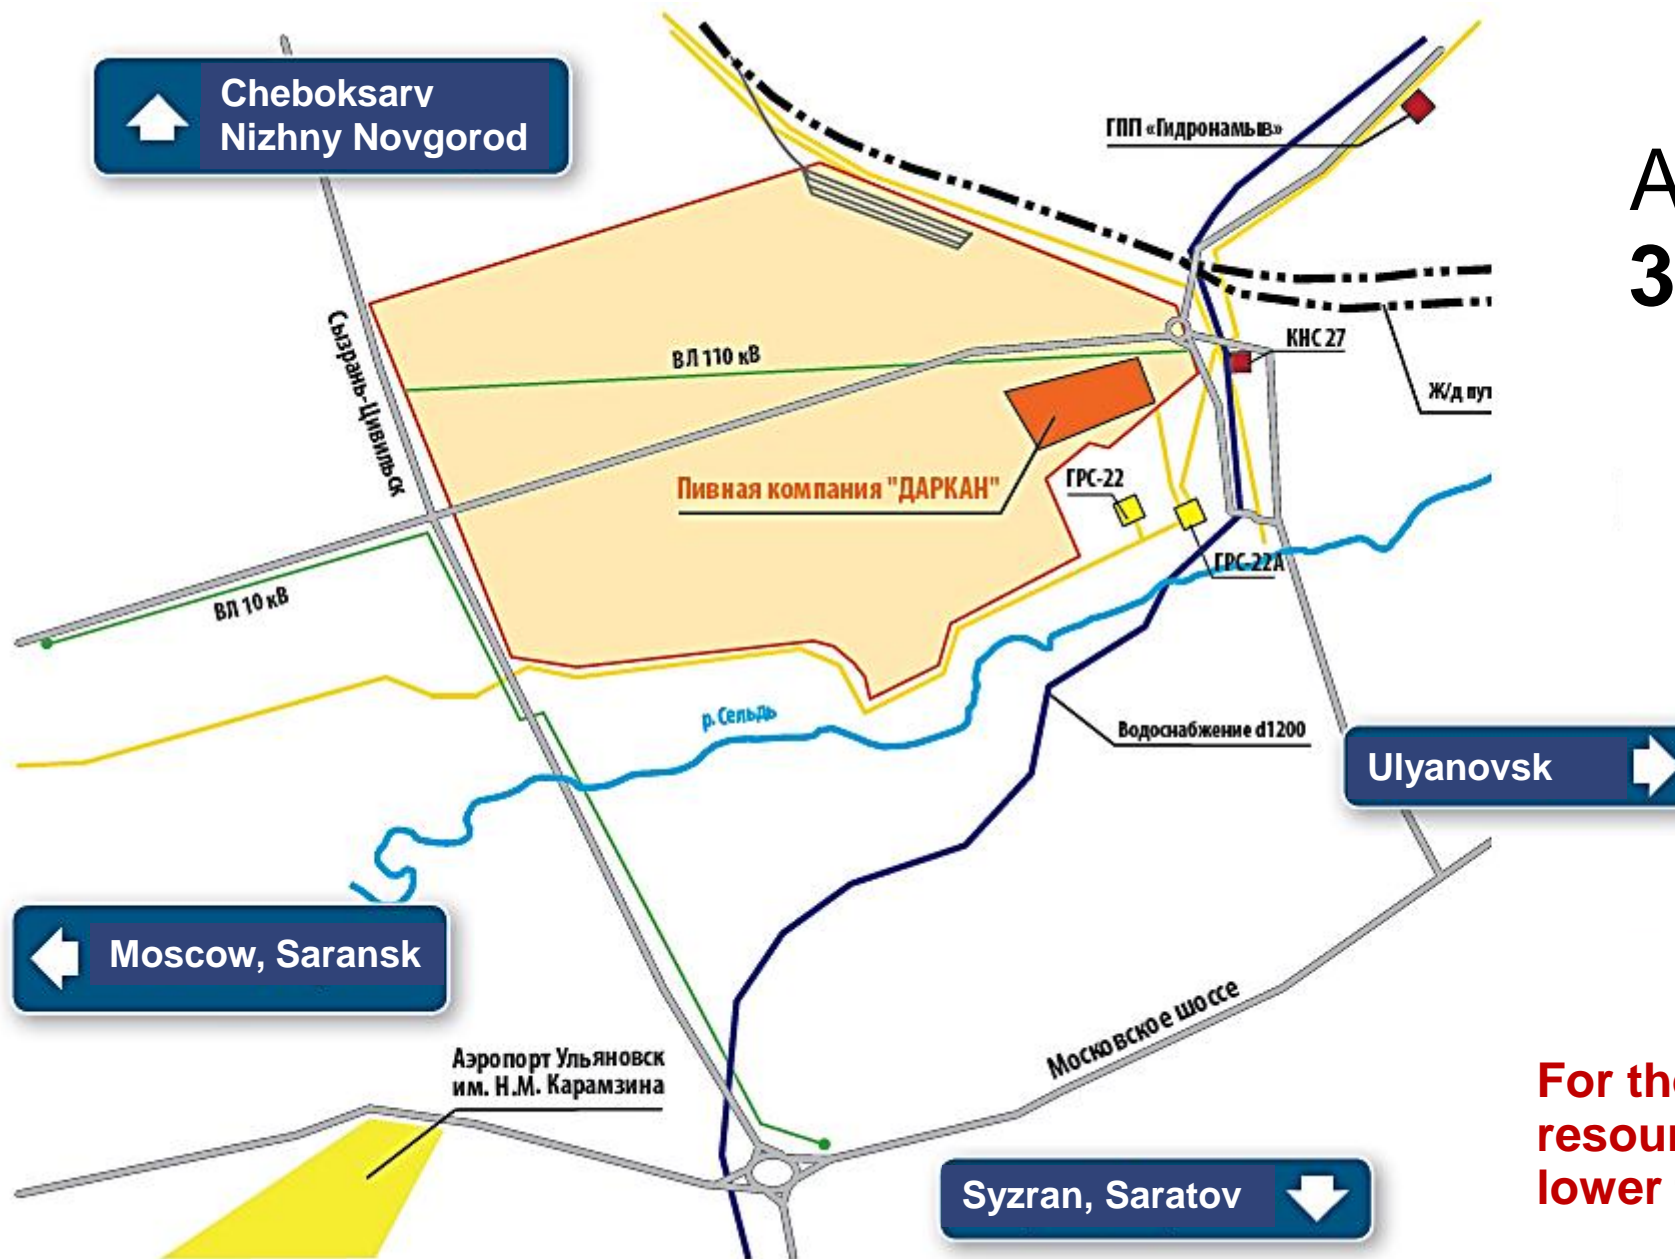 Cheboksarv
Nizhny Novgorod
ГПП «Гидронамыв»
A
3
Сызрань-Цивильск
ВЛ 110 кВ
КНС 27
Ж/д пут
Пивная компания "ДАРКАН"
ГРС-22
ГРС-22А
ВЛ 10 кВ
р. Сельдь
Водоснабжение d1200
Ulyanovsk
Moscow, Saransk
Московское шоссе
Аэропорт Ульяновск
им. Н.М. Карамзина
For the
resour
lower
Syzran, Saratov